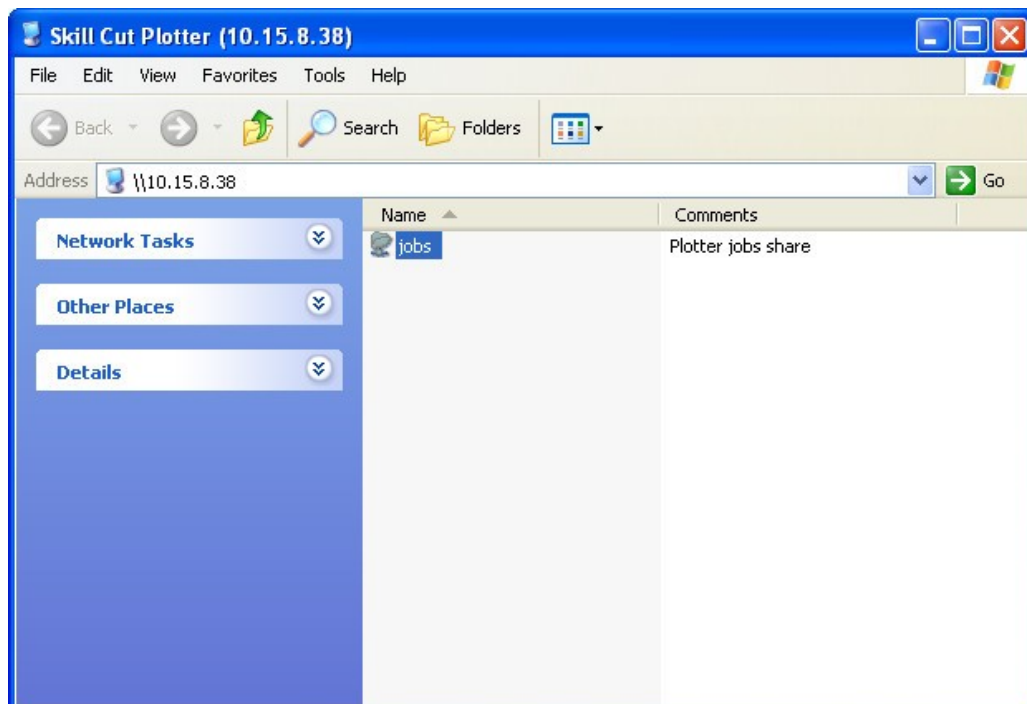 Skill Cut Plotter (10.15.8.38)
File Edit View Favorites Tools Help
Back Search Folders
Address \\10.15.8.38 Go
Network Tasks
Other Places
Details
Name Comments
jobs Plotter jobs share